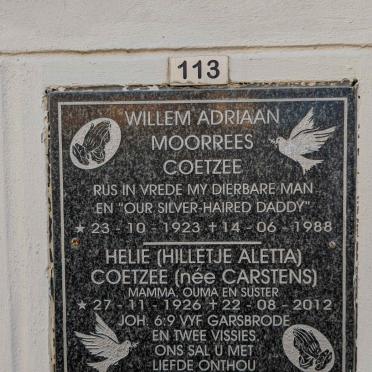 113
WILLEM ADRIAAN
MOORREES
COETZEE
RUS IN VREDE MY DIERBARE MAN
EN "OUR SILVER-HAIRED DADDY"
★ 23 - 10 - 1923 ✝ 14 - 06 - 1988
HELIE (HILLETJE ALETTA)
COETZEE (née CARSTENS)
MAMMA, OUMA EN SUSTER
★ 27 - 11 - 1926 ✝ 22 - 08 - 2012
JOH. 6:9 VYF GARSBRODE
EN TWEE VISSIES.
ONS SAL U MET
LIEFDE ONTHOU